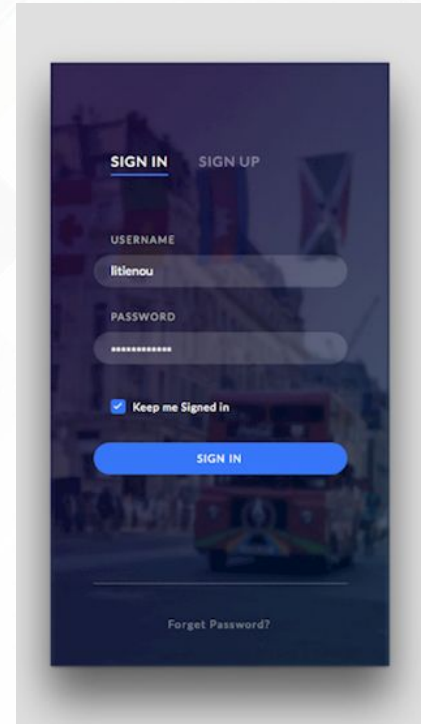 SIGN IN SIGN UP
USERNAME
litienou
PASSWORD
••••••••••••
Keep me Signed in
SIGN IN
Forget Password?